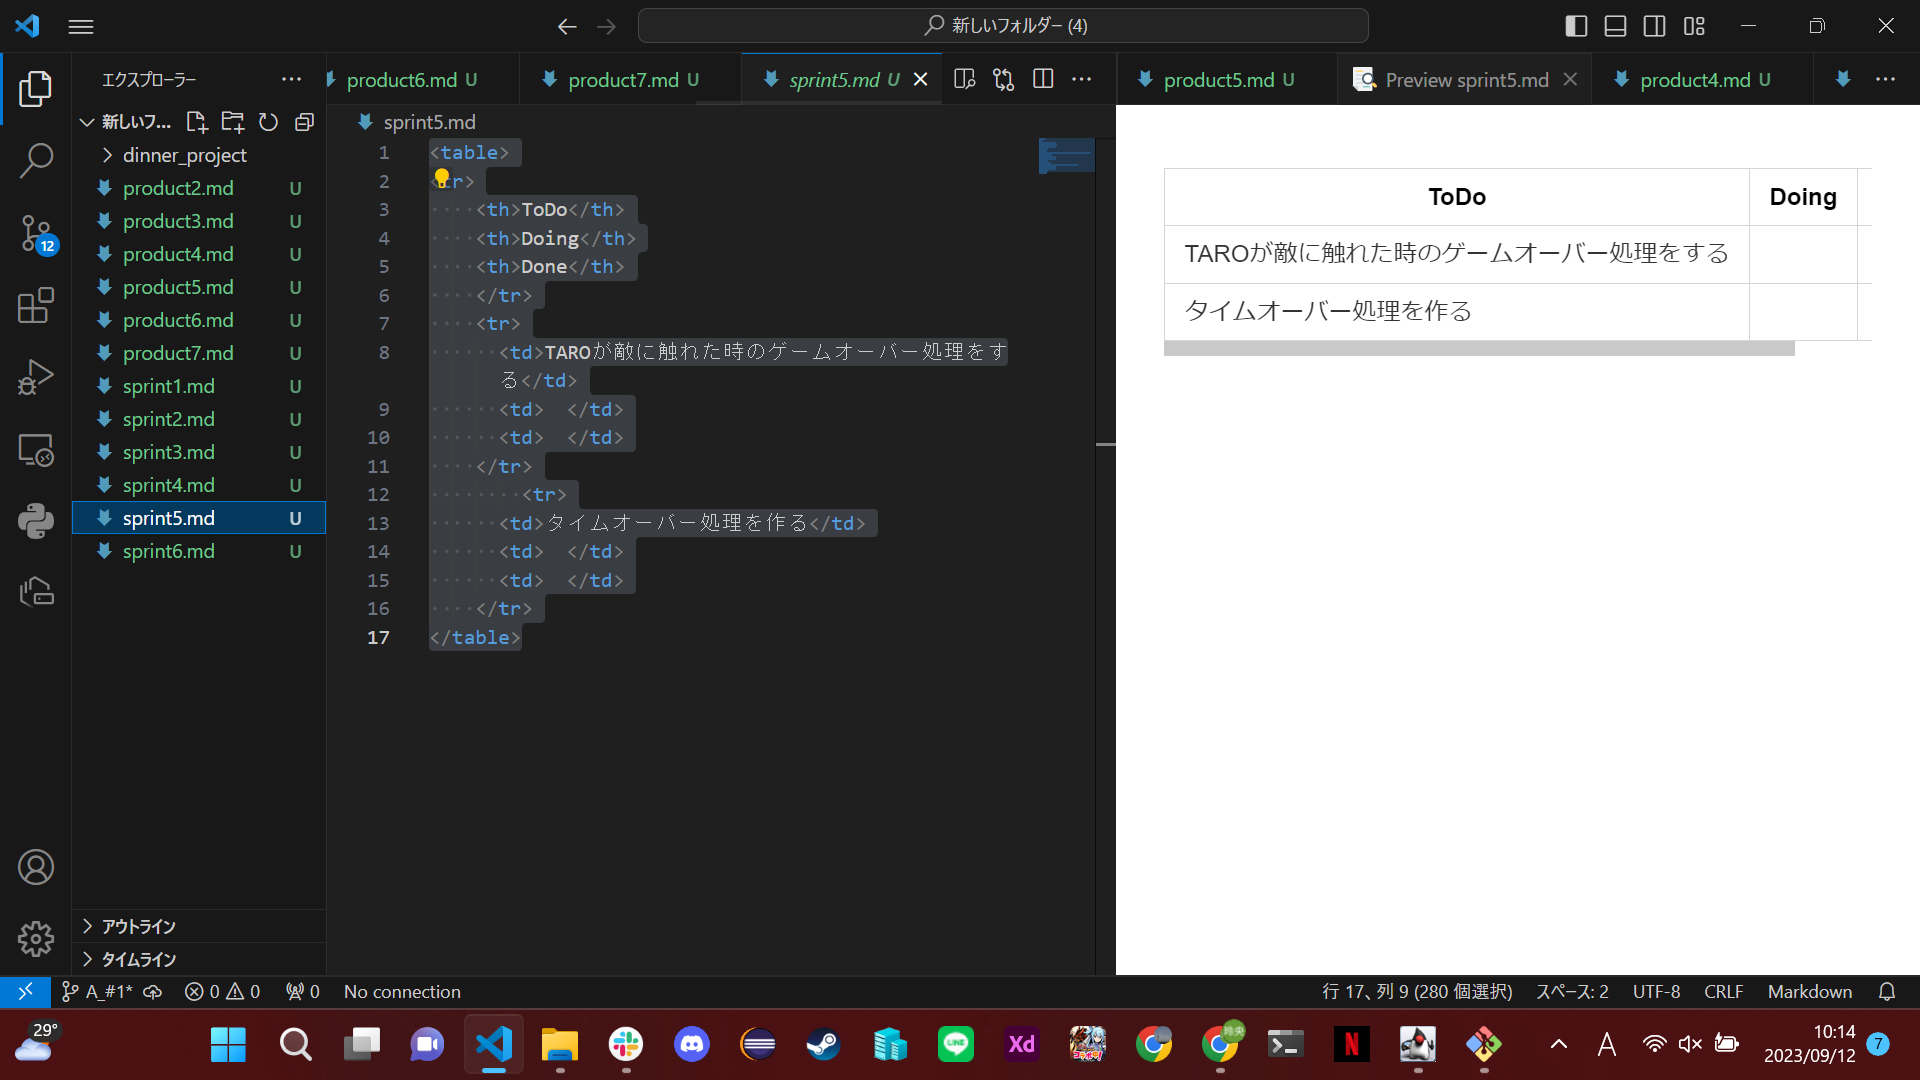 新しいフォルダー (4)
エクスプローラー
product6.md U
product7.md U
sprint5.md U
product5.md U
Preview sprint5.md
product4.md U
新しいフ...
dinner_project
product2.md U
product3.md U
product4.md U
product5.md U
product6.md U
product7.md U
sprint1.md U
sprint2.md U
sprint3.md U
sprint4.md U
sprint5.md U
sprint6.md U
12
アウトライン
タイムライン
sprint5.md
1 <table>
2 <tr>
3 <th>ToDo</th>
4 <th>Doing</th>
5 <th>Done</th>
6 </tr>
7 <tr>
8 <td>TAROが敵に触れた時のゲームオーバー処理をす
る</td>
9 <td> </td>
10 <td> </td>
11 </tr>
12 <tr>
13 <td>タイムオーバー処理を作る</td>
14 <td> </td>
15 <td> </td>
16 </tr>
17 </table>
ToDo Doing
TAROが敵に触れた時のゲームオーバー処理をする
タイムオーバー処理を作る
A_#1* 0 0 0 No connection
行 17、列 9 (280 個選択) スペース: 2 UTF-8 CRLF Markdown
29°
LINE
Xd
N
A
10:14
2023/09/12
7